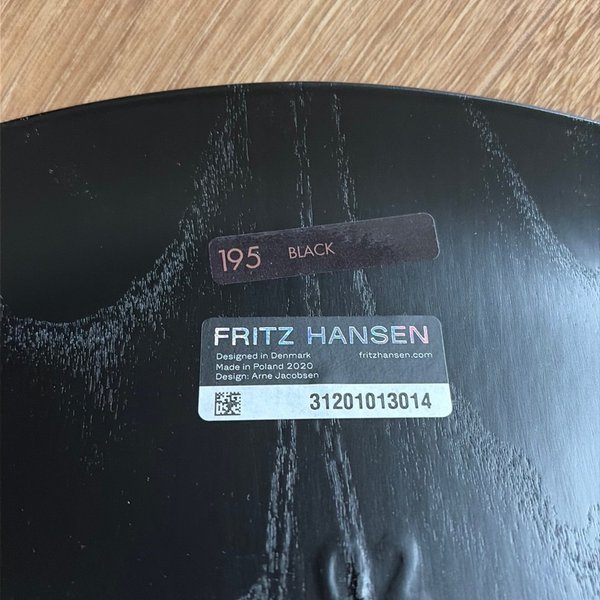 195 BLACK
FRITZ HANSEN
Designed in Denmark fritzhansen.com
Made in Poland 2020
Design: Arne Jacobsen
31201013014